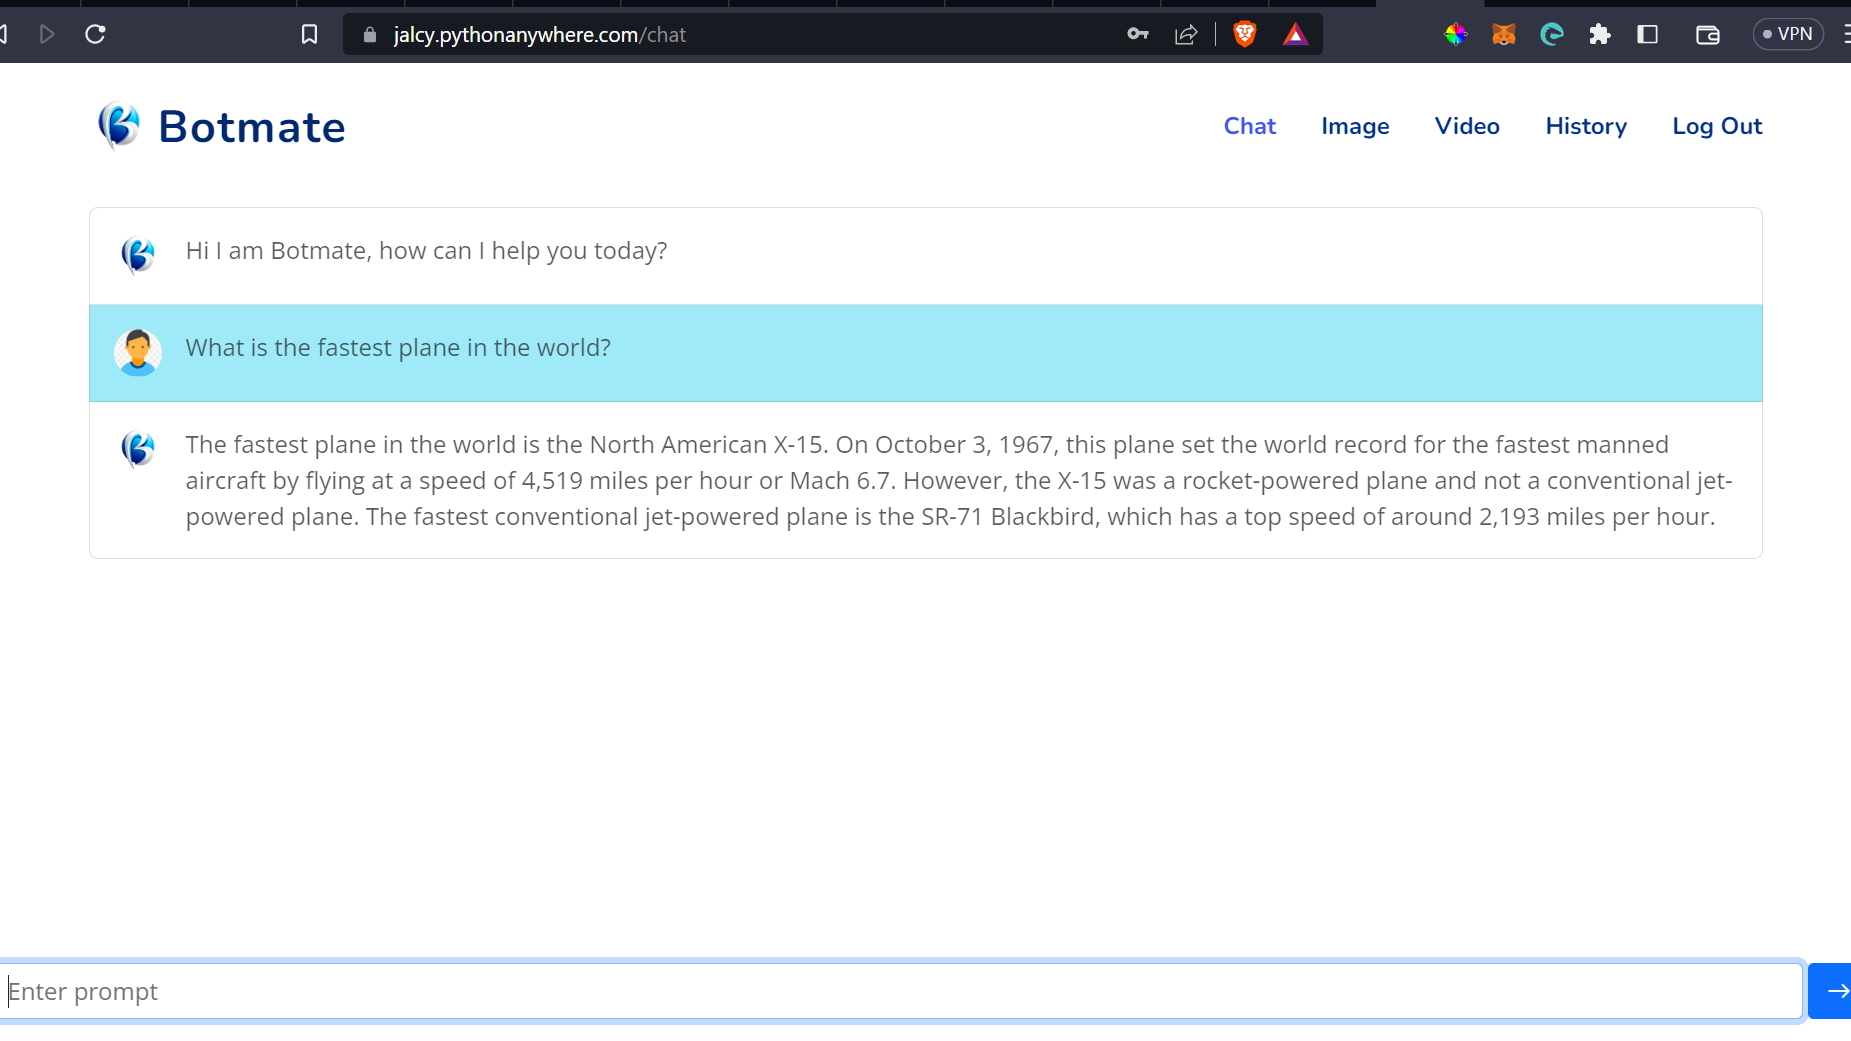 jalcy.pythonanywhere.com/chat
VPN
Botmate
Chat
Image
Video
History
Log Out
Hi I am Botmate, how can I help you today?
What is the fastest plane in the world?
The fastest plane in the world is the North American X-15. On October 3, 1967, this plane set the world record for the fastest manned
aircraft by flying at a speed of 4,519 miles per hour or Mach 6.7. However, the X-15 was a rocket-powered plane and not a conventional jet-
powered plane. The fastest conventional jet-powered plane is the SR-71 Blackbird, which has a top speed of around 2,193 miles per hour.
Enter prompt